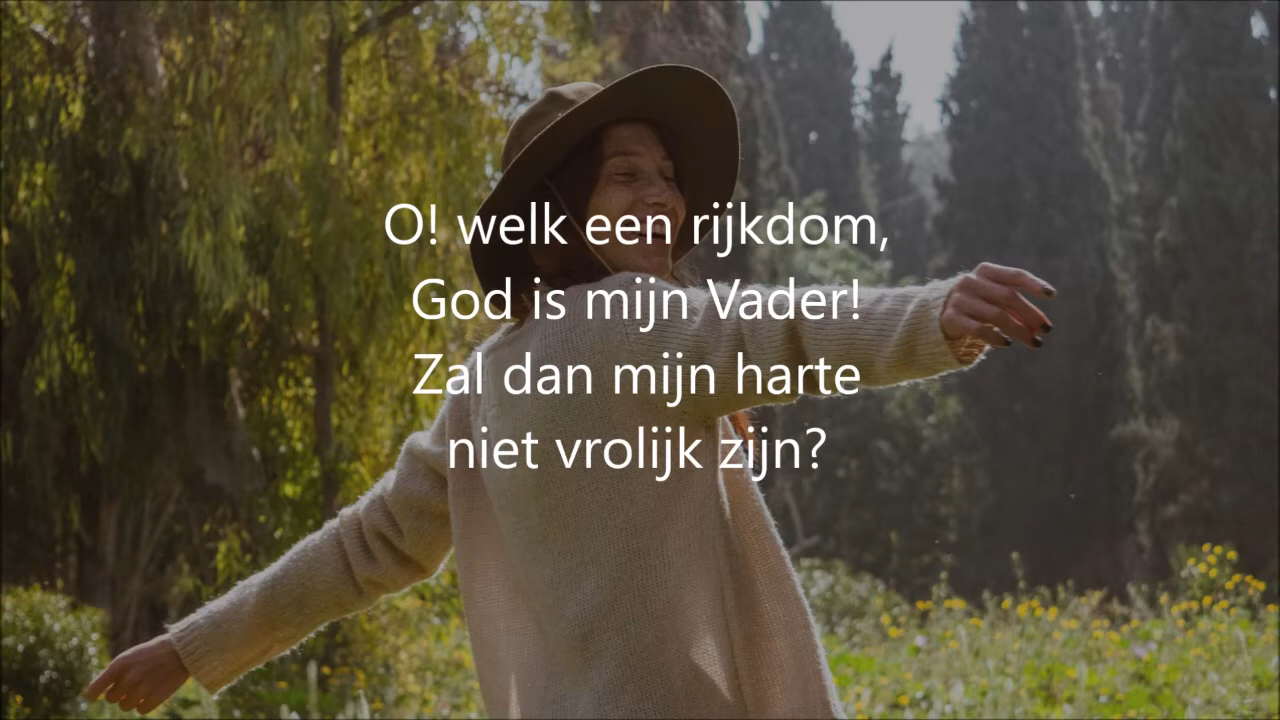 O! welk een rijkdom,
God is mijn Vader!
Zal dan mijn harte
niet vrolijk zijn?